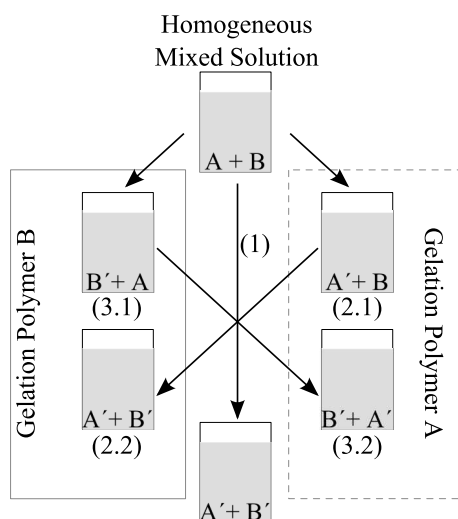 Homogeneous
Mixed Solution
A + B
(1)
Gelation Polymer B
B´+ A
(3.1)
A´+ B
(2.1)
Gelation Polymer A
A´+ B´
(2.2)
B´+ A´
(3.2)
A´+ B´